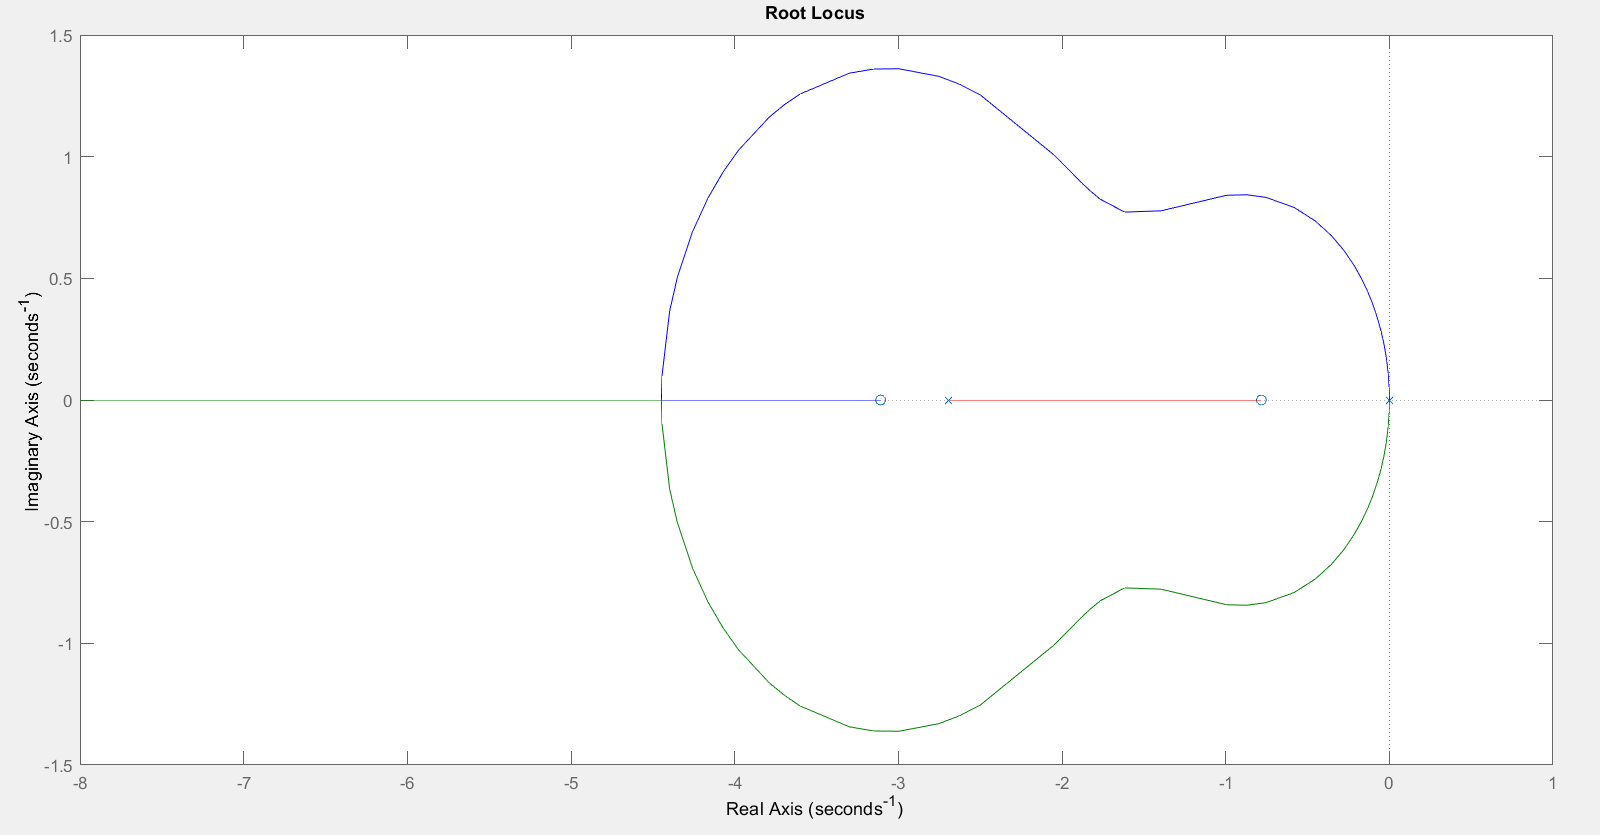 Root Locus
1.5
1
0.5
0
-0.5
-1
-1.5
Imaginary Axis (seconds⁻¹)
-8 -7 -6 -5 -4 -3 -2 -1 0 1
Real Axis (seconds⁻¹)